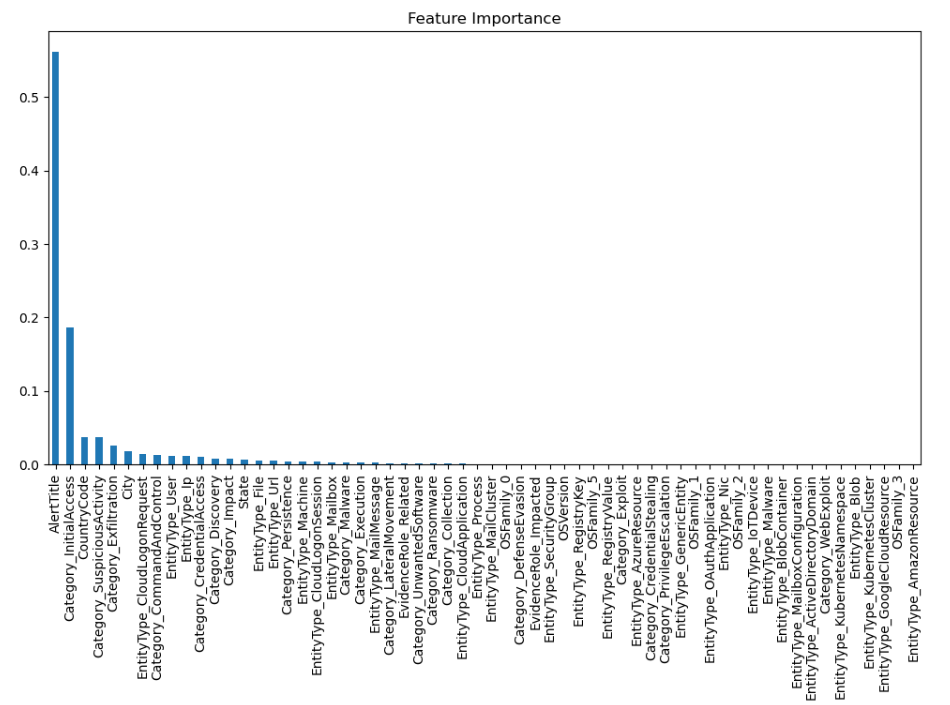 Feature Importance
0.5
0.4
0.3
0.2
0.1
0.0
AlertTitle
Category_InitialAccess
CountryCode
Category_SuspiciousActivity
Category_Exfiltration
City
EntityType_CloudLogonRequest
Category_CommandAndControl
EntityType_User
EntityType_Ip
Category_CredentialAccess
Category_Discovery
Category_Impact
State
EntityType_File
EntityType_Url
Category_Persistence
EntityType_Machine
EntityType_CloudLogonSession
EntityType_Mailbox
Category_Malware
Category_Execution
EntityType_MailMessage
Category_LateralMovement
EvidenceRole_Related
Category_UnwantedSoftware
Category_Ransomware
Category_Collection
EntityType_CloudApplication
EntityType_Process
EntityType_MailCluster
OSFamily_0
Category_DefenseEvasion
EvidenceRole_Impacted
EntityType_SecurityGroup
OSVersion
EntityType_RegistryKey
OSFamily_5
EntityType_RegistryValue
Category_Exploit
EntityType_AzureResource
Category_CredentialStealing
Category_PrivilegeEscalation
EntityType_GenericEntity
OSFamily_1
EntityType_OAuthApplication
EntityType_Nic
OSFamily_2
EntityType_IoTDevice
EntityType_Malware
EntityType_BlobContainer
EntityType_MailboxConfiguration
EntityType_ActiveDirectoryDomain
Category_WebExploit
EntityType_KubernetesNamespace
EntityType_Blob
EntityType_KubernetesCluster
EntityType_GoogleCloudResource
OSFamily_3
EntityType_AmazonResource